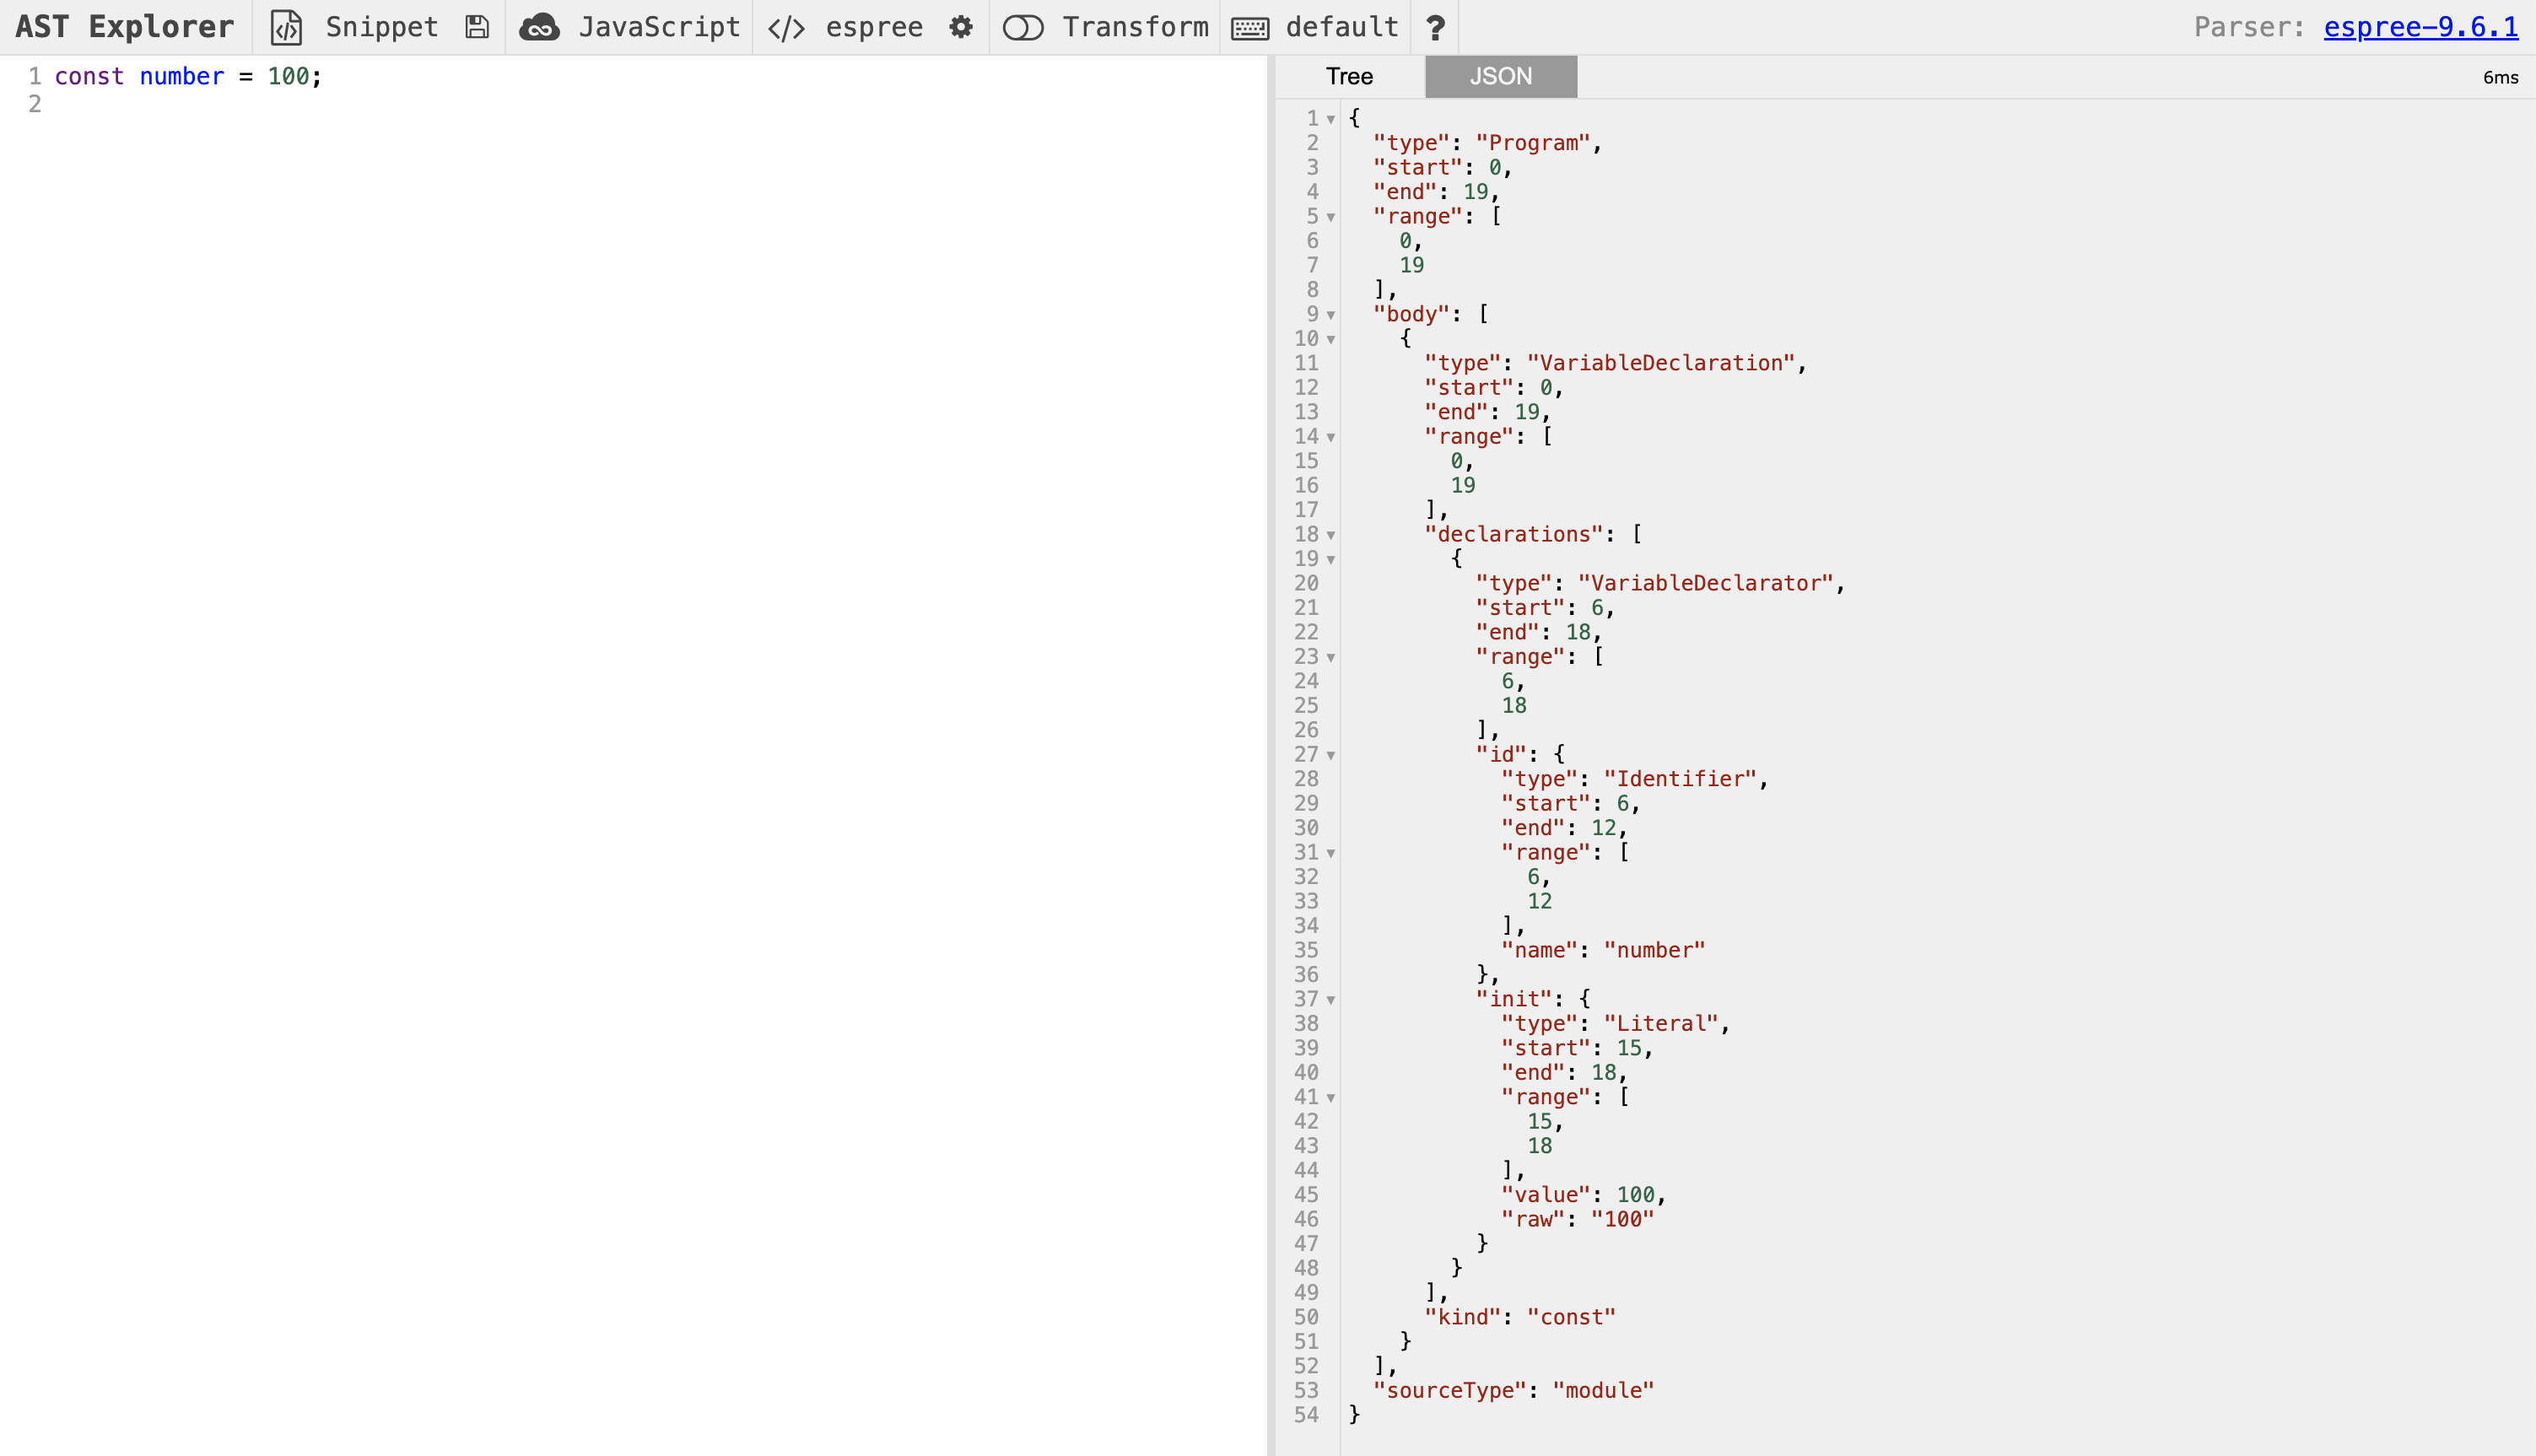 AST Explorer Snippet JavaScript </> espree Transform default ? Parser: espree-9.6.1
1 const number = 100;
2
Tree JSON 6ms
1 {
2   "type": "Program",
3   "start": 0,
4   "end": 19,
5   "range": [
6     0,
7     19
8   ],
9   "body": [
10     {
11       "type": "VariableDeclaration",
12       "start": 0,
13       "end": 19,
14       "range": [
15         0,
16         19
17       ],
18       "declarations": [
19         {
20           "type": "VariableDeclarator",
21           "start": 6,
22           "end": 18,
23           "range": [
24             6,
25             18
26           ],
27           "id": {
28             "type": "Identifier",
29             "start": 6,
30             "end": 12,
31             "range": [
32               6,
33               12
34             ],
35             "name": "number"
36           },
37           "init": {
38             "type": "Literal",
39             "start": 15,
40             "end": 18,
41             "range": [
42               15,
43               18
44             ],
45             "value": 100,
46             "raw": "100"
47           }
48         }
49       ],
50       "kind": "const"
51     }
52   ],
53   "sourceType": "module"
54 }